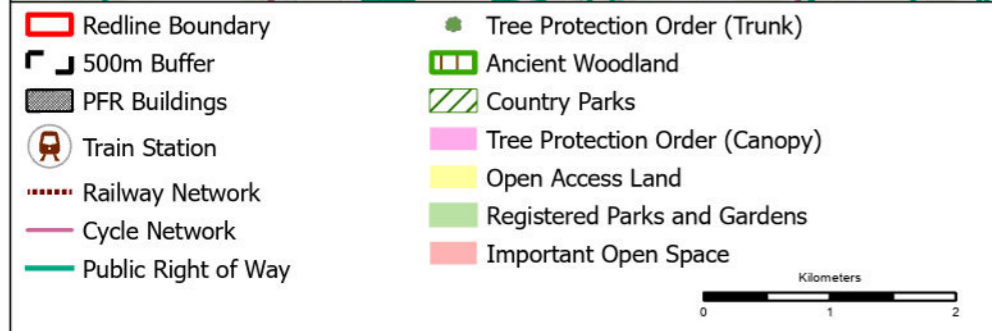 Redline Boundary
500m Buffer
PFR Buildings
Train Station
Railway Network
Cycle Network
Public Right of Way
Tree Protection Order (Trunk)
Ancient Woodland
Country Parks
Tree Protection Order (Canopy)
Open Access Land
Registered Parks and Gardens
Important Open Space
Kilometers
0 1 2